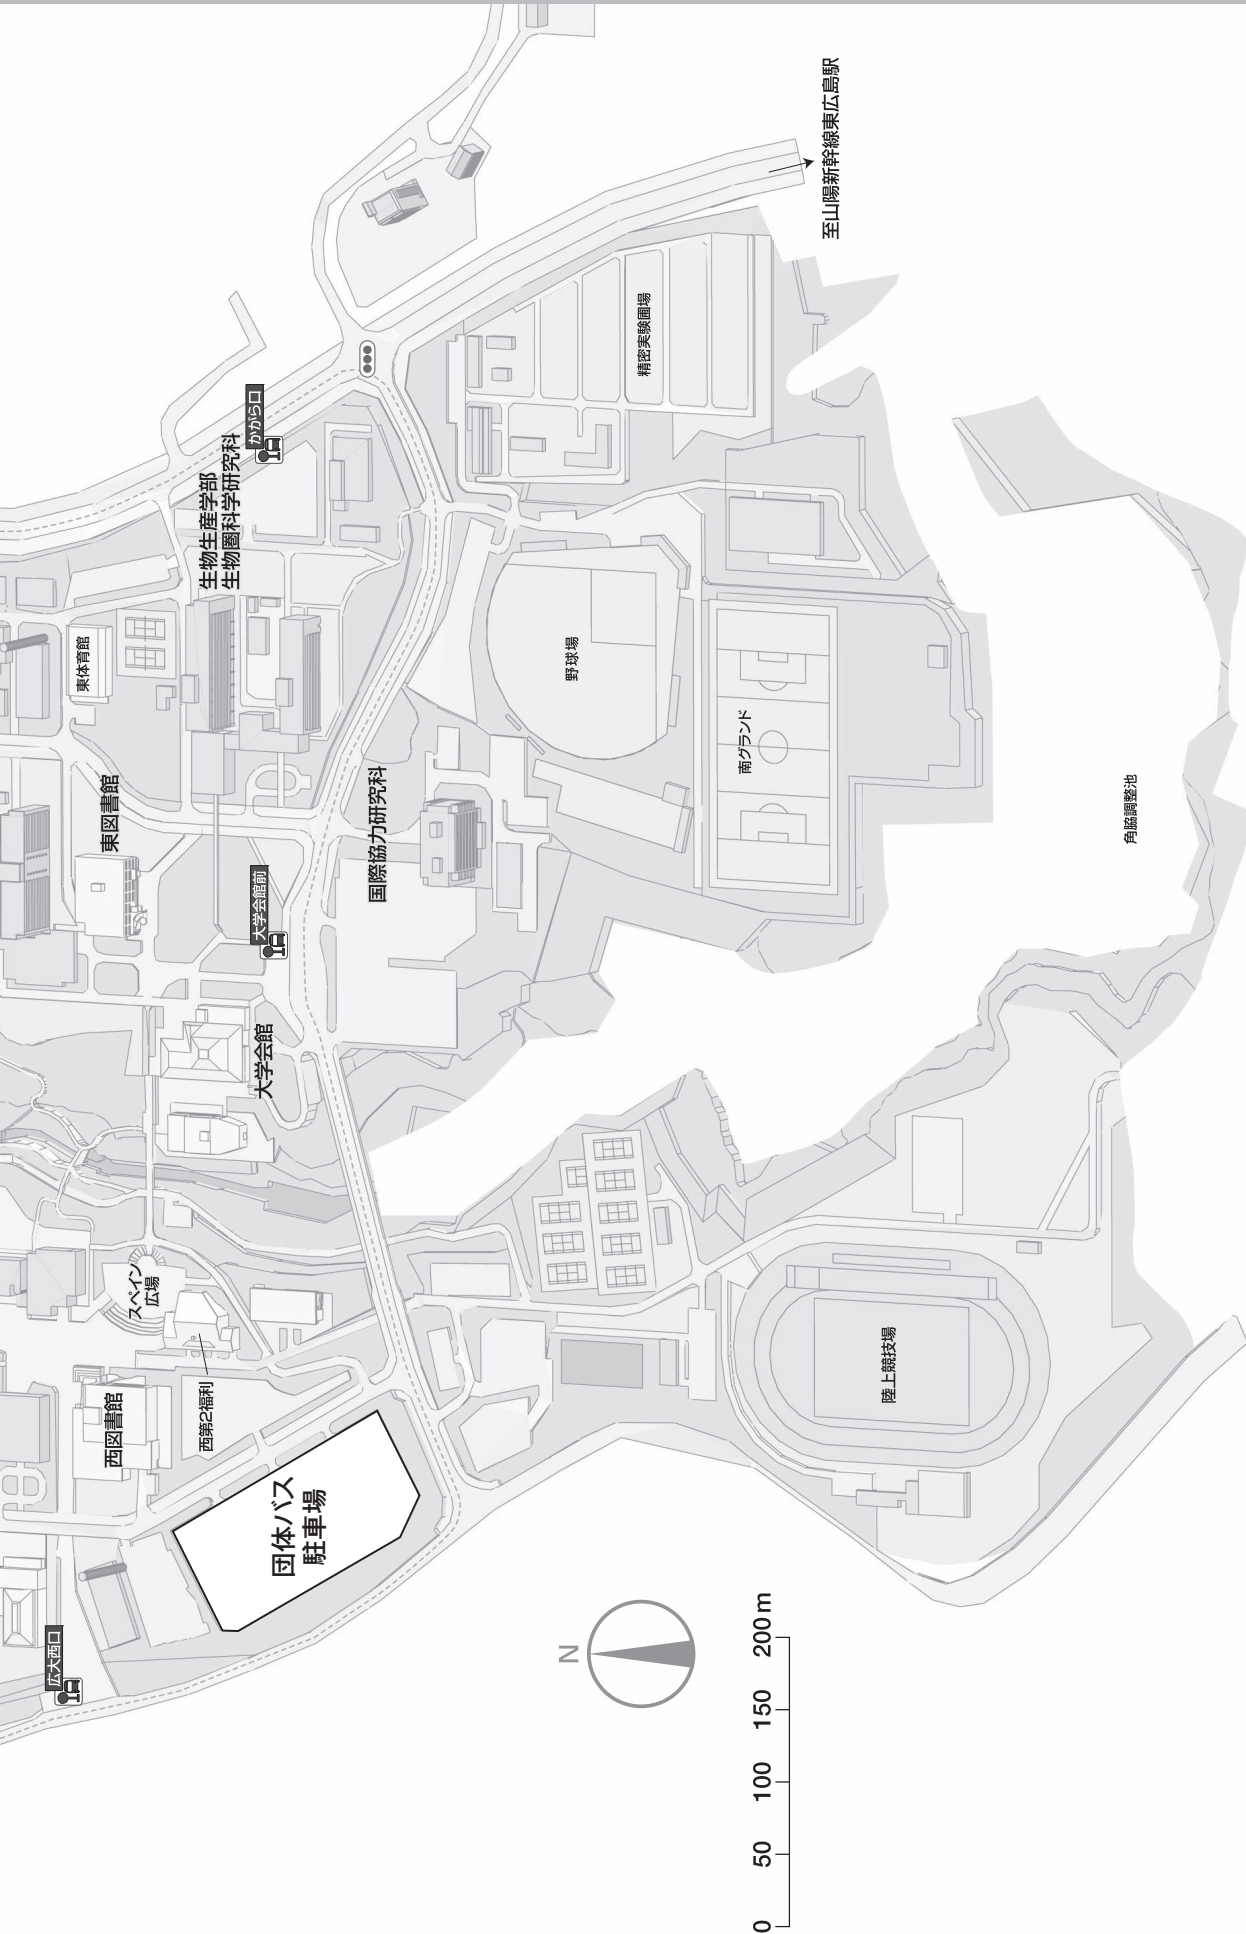 至山陽新幹線東広島駅
精密実験圃場
ががら口
生物生産学部
生物圏科学研究科
東体育館
野球場
南グランド
東図書館
国際協力研究科
角脇調整池
大学会館前
大学会館
スペイン
広場
陸上競技場
西第2福利
西図書館
団体バス
駐車場
広大西口
N
0 50 100 150 200m